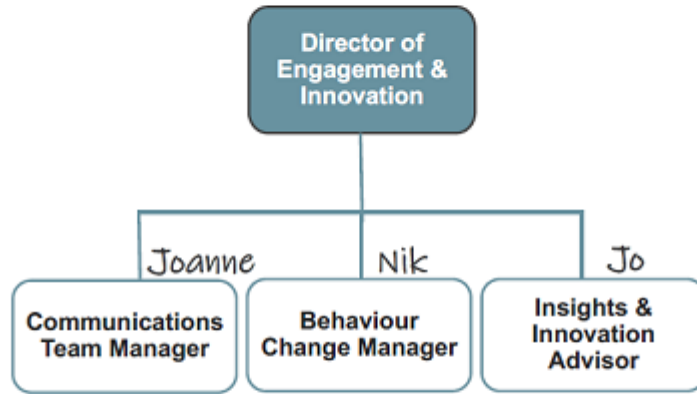 Director of
Engagement &
Innovation
Joanne
Nik
Jo
Communications
Team Manager
Behaviour
Change Manager
Insights &
Innovation
Advisor